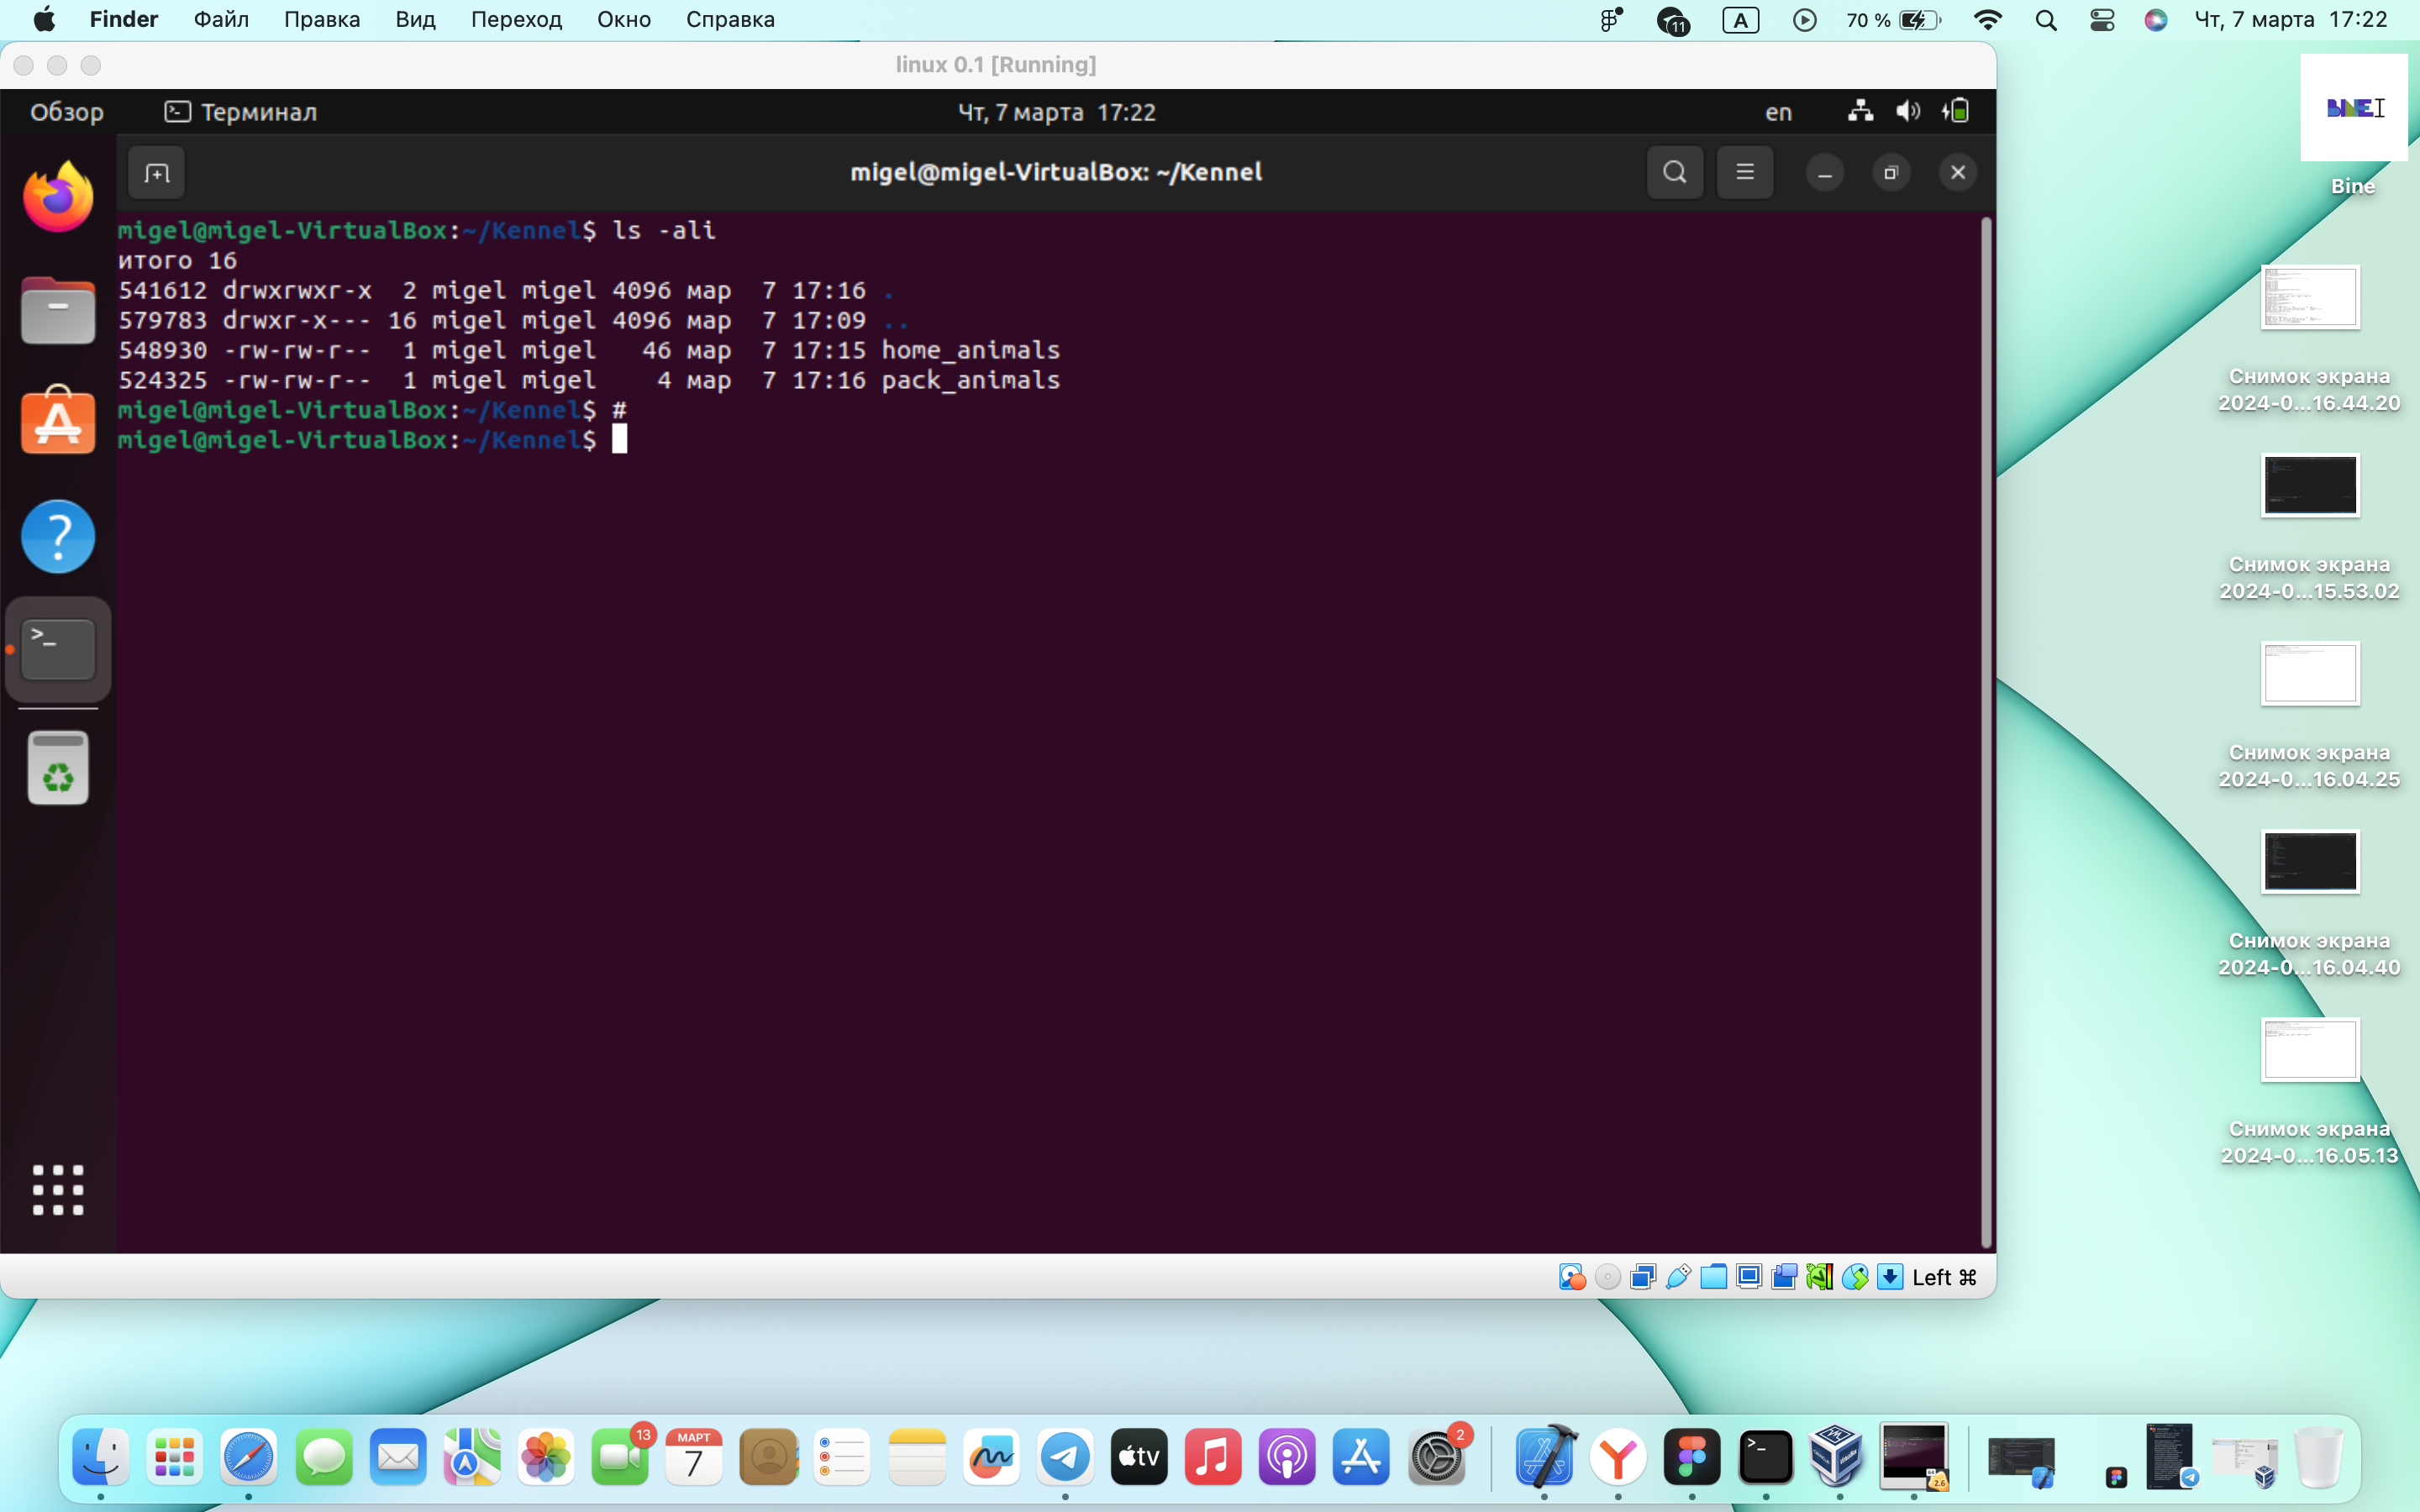 Finder Файл Правка Вид Переход Окно Справка 11 A 70 % Чт, 7 марта 17:22
linux 0.1 [Running]
Обзор Терминал Чт, 7 марта 17:22 en
migel@migel-VirtualBox: ~/Kennel
migel@migel-VirtualBox:~/Kennel$ ls -ali
итого 16
541612 drwxrwxr-x  2 migel migel 4096 мар  7 17:16 .
579783 drwxr-x--- 16 migel migel 4096 мар  7 17:09 ..
548930 -rw-rw-r--  1 migel migel   46 мар  7 17:15 home_animals
524325 -rw-rw-r--  1 migel migel    4 мар  7 17:16 pack_animals
migel@migel-VirtualBox:~/Kennel$ #
migel@migel-VirtualBox:~/Kennel$
Left ⌘
BINE
Bine
Снимок экрана
2024-0...16.44.20
Снимок экрана
2024-0...15.53.02
Снимок экрана
2024-0...16.04.25
Снимок экрана
2024-0...16.04.40
Снимок экрана
2024-0...16.05.13
13 МАРТ 7 tv 2